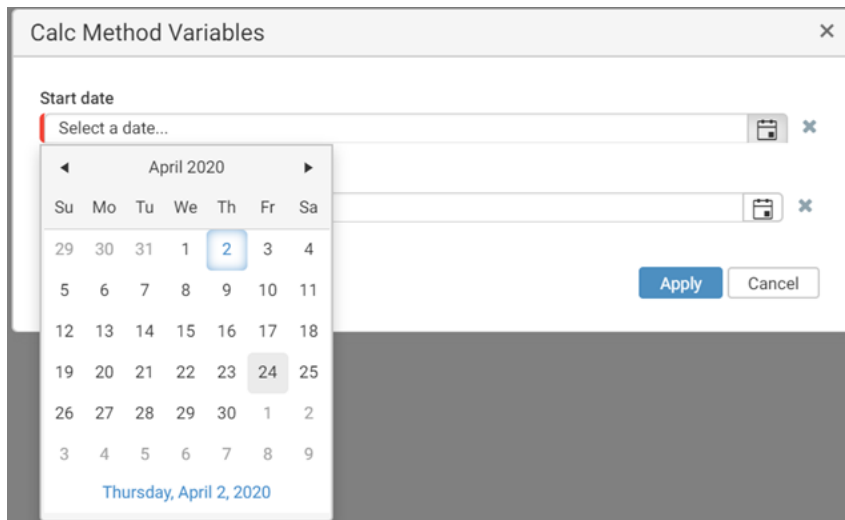 Calc Method Variables
Start date
Select a date...
April 2020
Su Mo Tu We Th Fr Sa
29 30 31 1 2 3 4
5 6 7 8 9 10 11
Apply Cancel
12 13 14 15 16 17 18
19 20 21 22 23 24 25
26 27 28 29 30 1 2
3 4 5 6 7 8 9
Thursday, April 2, 2020